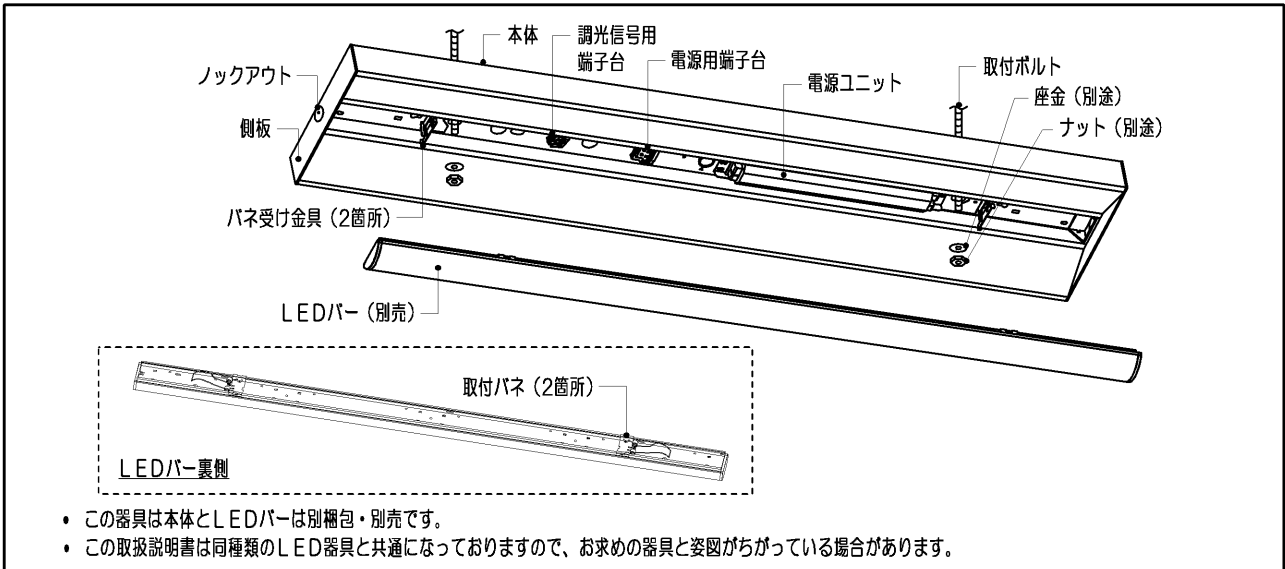 本体
調光信号用
端子台
電源用端子台
ノックアウト
電源ユニット
取付ボルト
座金（別途）
側板
ナット（別途）
バネ受け金具（2箇所）
LEDバー（別売）
取付バネ（2箇所）
LEDバー裏側
• この器具は本体とLEDバーは別梱包・別売です。
• この取扱説明書は同種類のLED器具と共通になっておりますので、お求めの器具と姿図がちがっている場合があります。